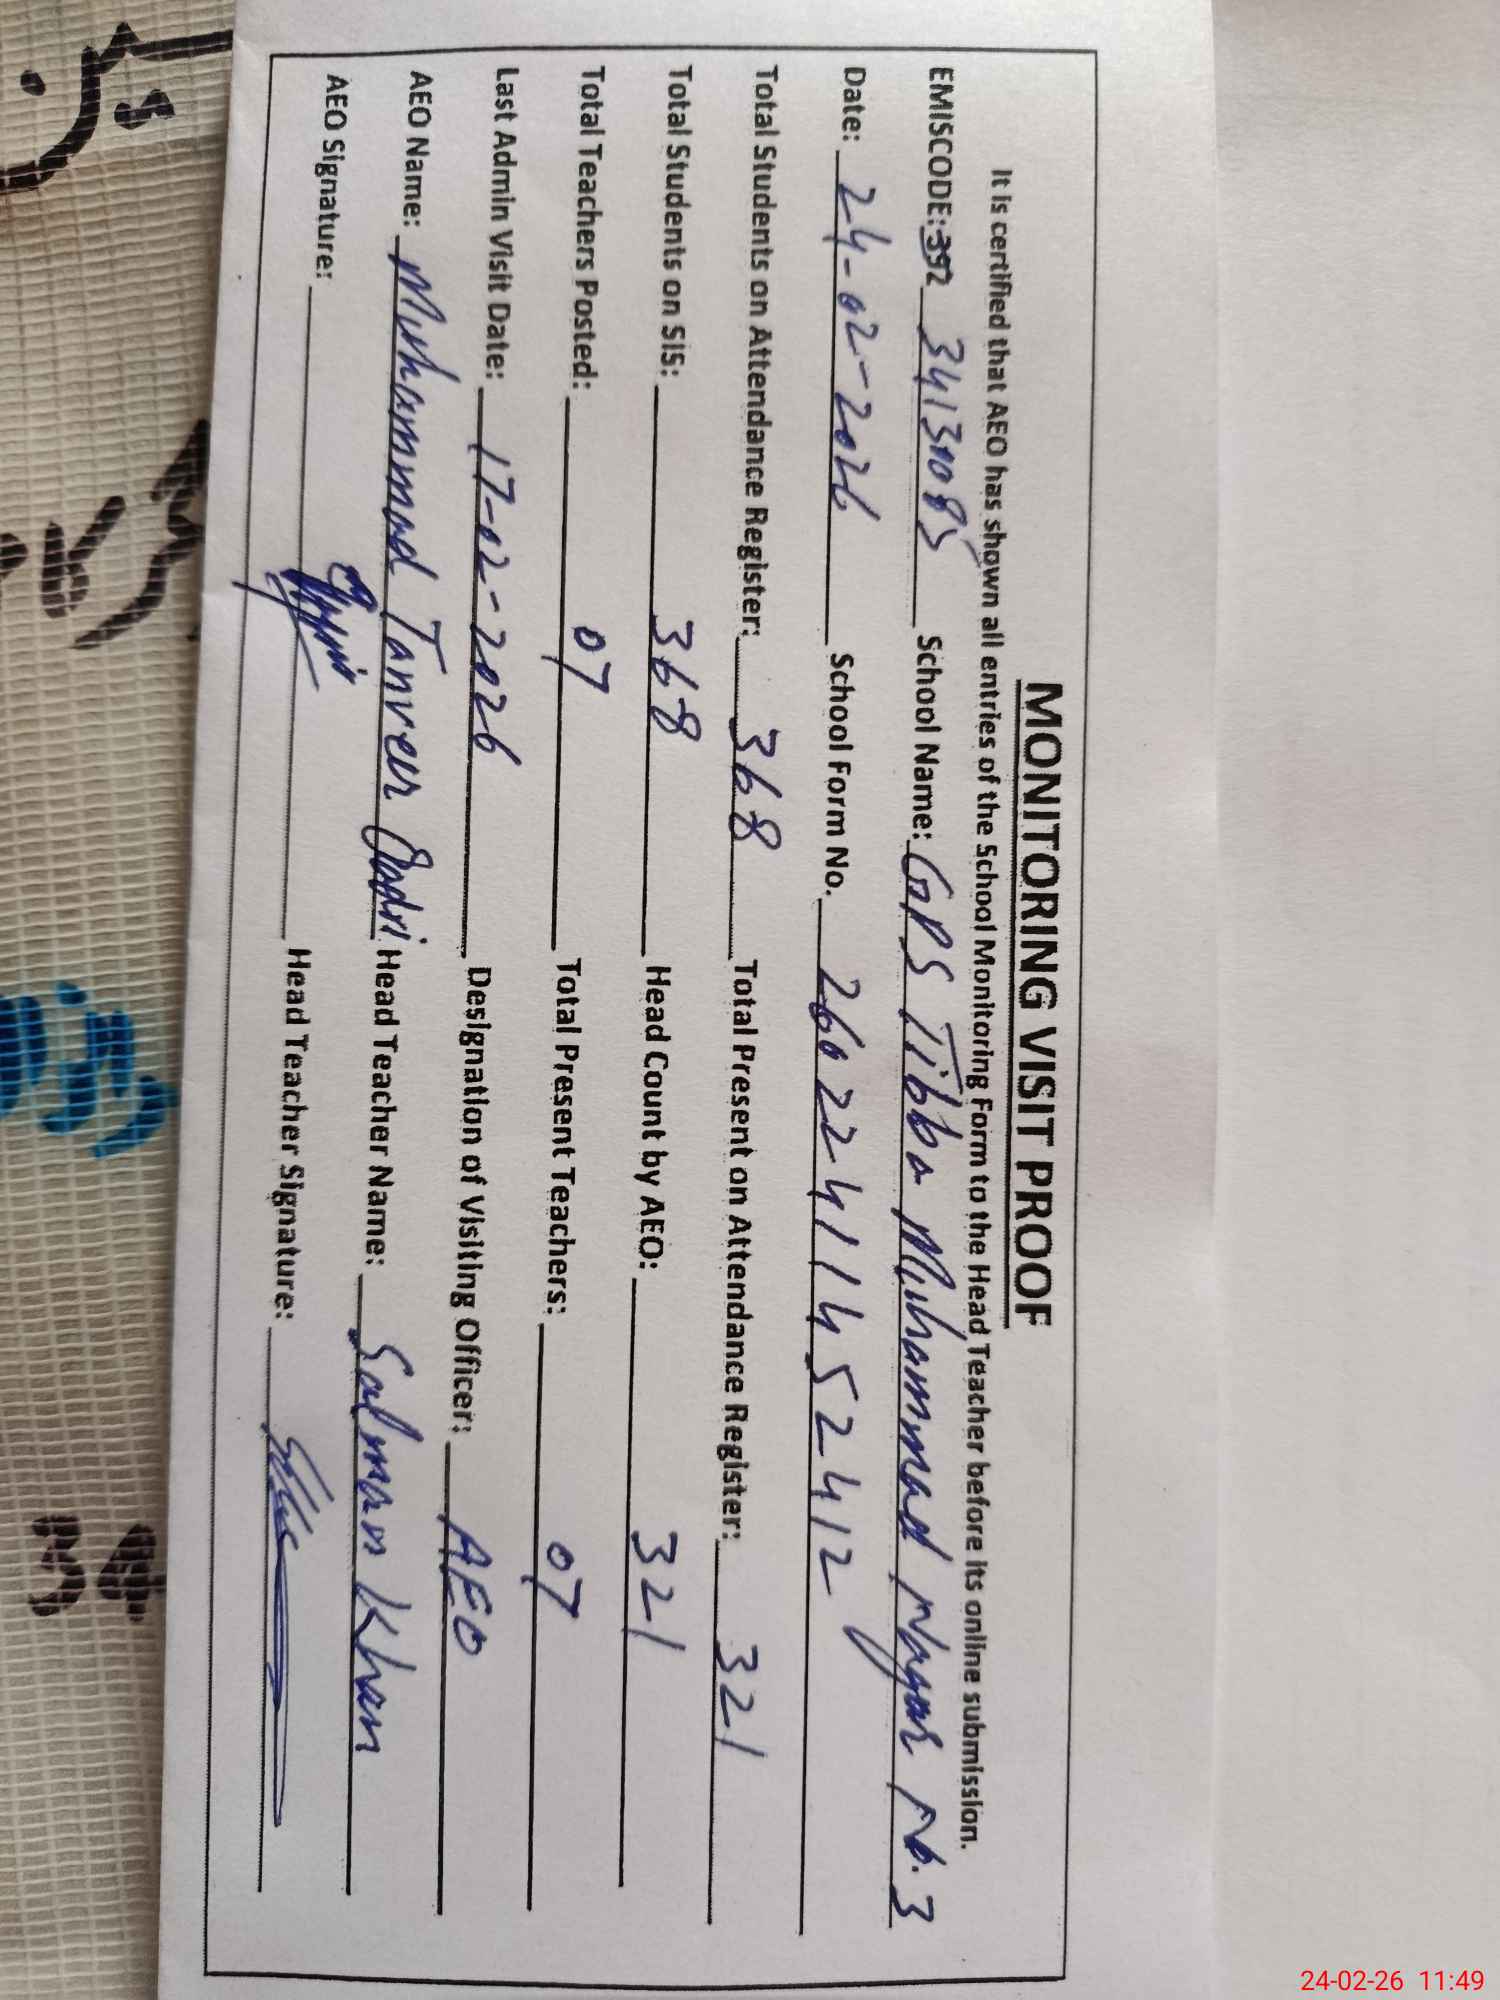 MONITORING VISIT PROOF
It is certified that AEO has shown all entries of the School Monitoring Form to the Head Teacher before its online submission.
EMISCODE: 392 34130085 School Name: GPS Tibba Muhammad Nagar No. 3
Date: 24-02-2026 School Form No. 26022411452412
Total Students on Attendance Register: 368 Total Present on Attendance Register: 321
Total Students on SIS: 368 Head Count by AEO: 321
Total Teachers Posted: 07 Total Present Teachers: 07
Last Admin Visit Date: 17-02-2026 Designation of Visiting Officer: AEO
AEO Name: Muhammad Tanveer Qadri Head Teacher Name: Salman Khan
AEO Signature: Head Teacher Signature:
34
24-02-26 11:49